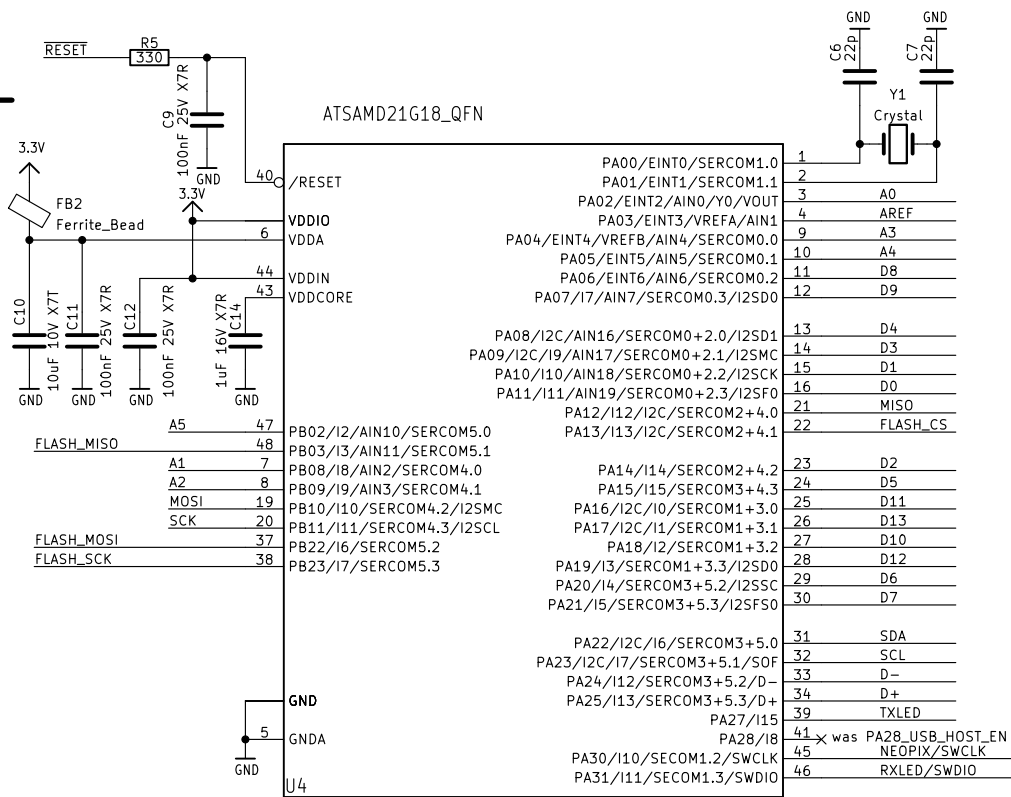 RESET
R5
330
C9
100nF 25V X7R
GND
3.3V
FB2
Ferrite_Bead
3.3V
C10
10uF 10V X7T
GND
C11
100nF 25V X7R
GND
C12
100nF 25V X7R
GND
C14
1uF 16V X7R
GND
GND
GND
C6
22p
C7
22p
Y1
Crystal
ATSAMD21G18_QFN
40 /RESET
VDDIO
6 VDDA
44 VDDIN
43 VDDCORE
A5 47 PB02/I2/AIN10/SERCOM5.0
FLASH_MISO 48 PB03/I3/AIN11/SERCOM5.1
A1 7 PB08/I8/AIN2/SERCOM4.0
A2 8 PB09/I9/AIN3/SERCOM4.1
MOSI 19 PB10/I10/SERCOM4.2/I2SMC
SCK 20 PB11/I11/SERCOM4.3/I2SCL
FLASH_MOSI 37 PB22/I6/SERCOM5.2
FLASH_SCK 38 PB23/I7/SERCOM5.3
GND
5 GNDA
GND
U4
PA00/EINT0/SERCOM1.0 1
PA01/EINT1/SERCOM1.1 2
PA02/EINT2/AIN0/Y0/VOUT 3 A0
PA03/EINT3/VREFA/AIN1 4 AREF
PA04/EINT4/VREFB/AIN4/SERCOM0.0 9 A3
PA05/EINT5/AIN5/SERCOM0.1 10 A4
PA06/EINT6/AIN6/SERCOM0.2 11 D8
PA07/I7/AIN7/SERCOM0.3/I2SD0 12 D9
PA08/I2C/AIN16/SERCOM0+2.0/I2SD1 13 D4
PA09/I2C/I9/AIN17/SERCOM0+2.1/I2SMC 14 D3
PA10/I10/AIN18/SERCOM0+2.2/I2SCK 15 D1
PA11/I11/AIN19/SERCOM0+2.3/I2SF0 16 D0
PA12/I12/I2C/SERCOM2+4.0 21 MISO
PA13/I13/I2C/SERCOM2+4.1 22 FLASH_CS
PA14/I14/SERCOM2+4.2 23 D2
PA15/I15/SERCOM2+4.3 24 D5
PA16/I2C/I0/SERCOM1+3.0 25 D11
PA17/I2C/I1/SERCOM1+3.1 26 D13
PA18/I2/SERCOM1+3.2 27 D10
PA19/I3/SERCOM1+3.3/I2SD0 28 D12
PA20/I4/SERCOM3+5.2/I2SSC 29 D6
PA21/I5/SERCOM3+5.3/I2SFS0 30 D7
PA22/I2C/I6/SERCOM3+5.0 31 SDA
PA23/I2C/I7/SERCOM3+5.1/SOF 32 SCL
PA24/I12/SERCOM3+5.2/D- 33 D-
PA25/I13/SERCOM3+5.3/D+ 34 D+
PA27/I15 39 TXLED
PA28/I8 41 was PA28_USB_HOST_EN
PA30/I10/SECOM1.2/SWCLK 45 NEOPIX/SWCLK
PA31/I11/SECOM1.3/SWDIO 46 RXLED/SWDIO